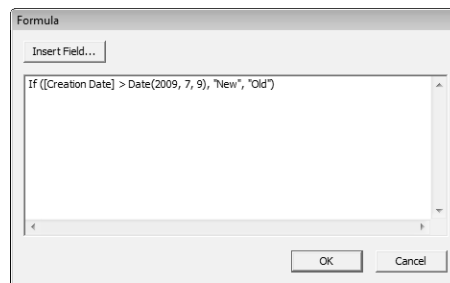 Formula
Insert Field...
If ([Creation Date] > Date(2009, 7, 9), "New", "Old")
OK
Cancel